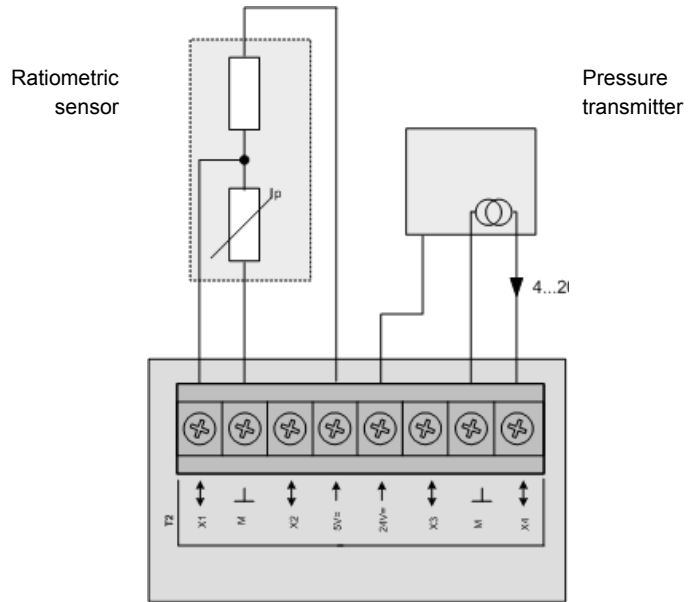 Ratiometric
sensor
Pressure
transmitter
p
4...20
T2
X1
M
X2
5V=
24V=
X3
M
X4